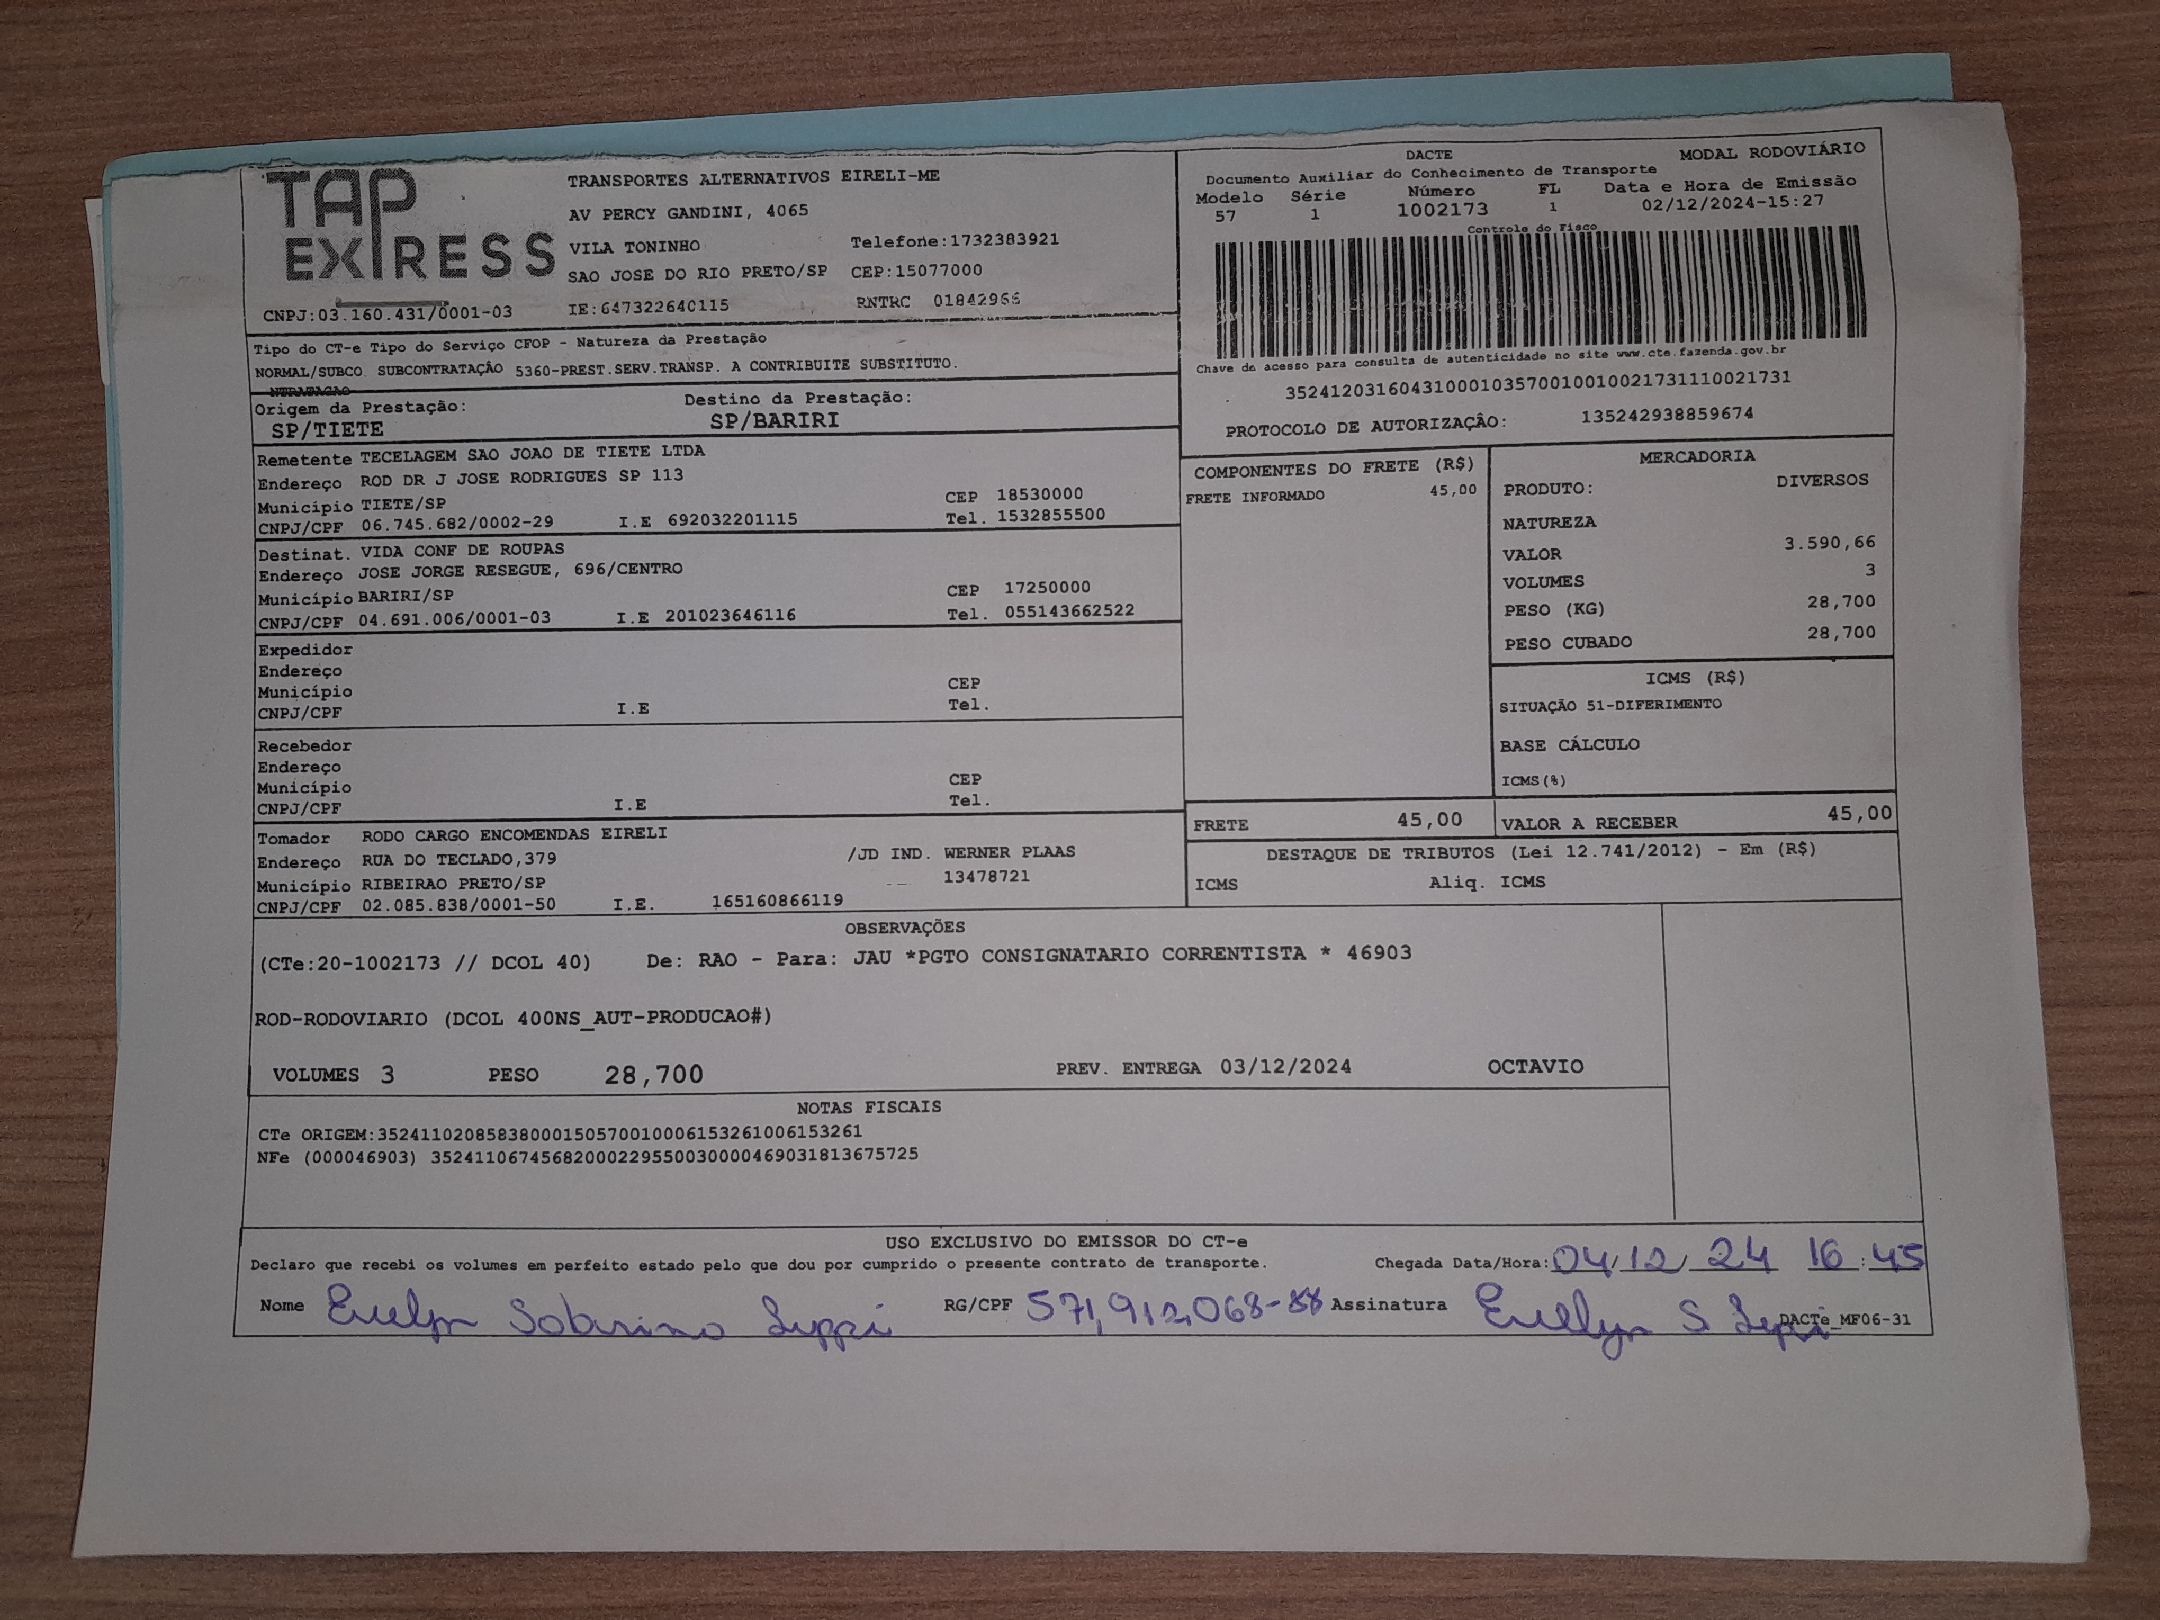 TAP EXPRESS
TRANSPORTES ALTERNATIVOS EIRELI-ME
AV PERCY GANDINI, 4065
VILA TONINHO Telefone:1732383921
SAO JOSE DO RIO PRETO/SP CEP:15077000
CNPJ:03.160.431/0001-03 IE:647322640115 RNTRC 01842966
DACTE MODAL RODOVIÁRIO
Documento Auxiliar do Conhecimento de Transporte
Modelo Série Número FL Data e Hora de Emissão
57 1 1002173 1 02/12/2024-15:27
Controle do Fisco
Chave de acesso para consulta de autenticidade no site www.cte.fazenda.gov.br
35241203160431000103570010010021731110021731
PROTOCOLO DE AUTORIZAÇÂO: 135242938859674
Tipo do CT-e Tipo do Serviço CFOP - Natureza da Prestação
NORMAL/SUBCO SUBCONTRATAÇÂO 5360-PREST.SERV.TRANSP. A CONTRIBUITE SUBSTITUTO.
NTRATAÇAO
Origem da Prestação: Destino da Prestação:
SP/TIETE SP/BARIRI
Remetente TECELAGEM SAO JOAO DE TIETE LTDA
Endereço ROD DR J JOSE RODRIGUES SP 113
Município TIETE/SP CEP 18530000
CNPJ/CPF 06.745.682/0002-29 I.E 692032201115 Tel. 1532855500
Destinat. VIDA CONF DE ROUPAS
Endereço JOSE JORGE RESEGUE, 696/CENTRO
Município BARIRI/SP CEP 17250000
CNPJ/CPF 04.691.006/0001-03 I.E 201023646116 Tel. 055143662522
Expedidor
Endereço
Município CEP
CNPJ/CPF I.E Tel.
Recebedor
Endereço
Município CEP
CNPJ/CPF I.E Tel.
Tomador RODO CARGO ENCOMENDAS EIRELI
Endereço RUA DO TECLADO,379 /JD IND. WERNER PLAAS
Município RIBEIRAO PRETO/SP 13478721
CNPJ/CPF 02.085.838/0001-50 I.E. 165160866119
COMPONENTES DO FRETE (R$)
FRETE INFORMADO 45,00
MERCADORIA
PRODUTO: DIVERSOS
NATUREZA
VALOR 3.590,66
VOLUMES 3
PESO (KG) 28,700
PESO CUBADO 28,700
ICMS (R$)
SITUAÇÃO 51-DIFERIMENTO
BASE CÁLCULO
ICMS(%)
FRETE 45,00 VALOR A RECEBER 45,00
DESTAQUE DE TRIBUTOS (Lei 12.741/2012) - Em (R$)
ICMS Aliq. ICMS
OBSERVAÇÕES
(CTe:20-1002173 // DCOL 40) De: RAO - Para: JAU *PGTO CONSIGNATARIO CORRENTISTA * 46903
ROD-RODOVIARIO (DCOL 400NS_AUT-PRODUCAO#)
VOLUMES 3 PESO 28,700 PREV. ENTREGA 03/12/2024 OCTAVIO
NOTAS FISCAIS
CTe ORIGEM:35241102085838000150570010006153261006153261
NFe (000046903) 35241106745682000229550030000469031813675725
USO EXCLUSIVO DO EMISSOR DO CT-e
Declaro que recebi os volumes em perfeito estado pelo que dou por cumprido o presente contrato de transporte. Chegada Data/Hora: 04/12/24 16:45
Nome Evelyn Sobrino RG/CPF 571,912,068-88 Assinatura Evellyn S
DACTe_MF06-31